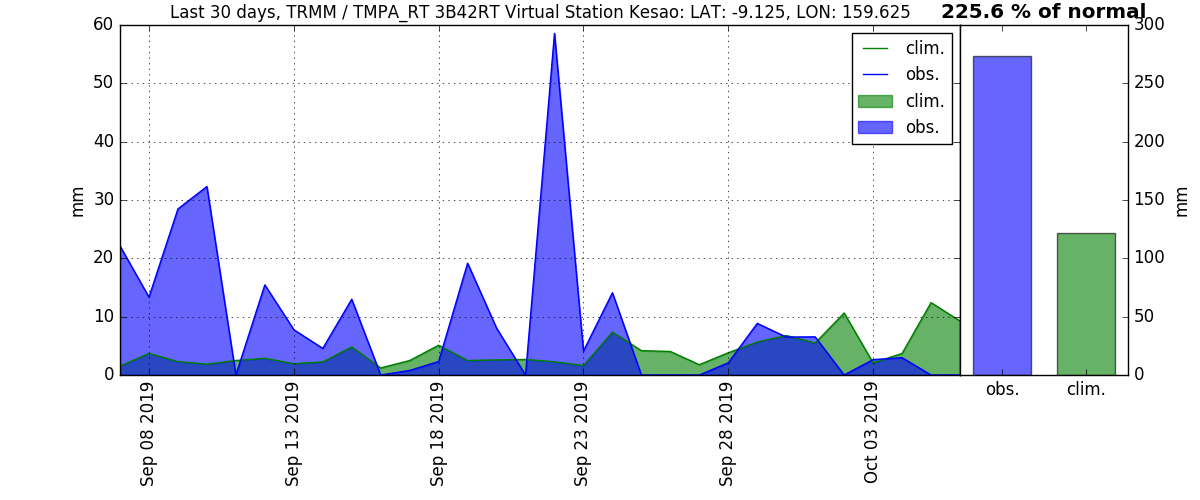 Last 30 days, TRMM / TMPA_RT 3B42RT Virtual Station Kesao: LAT: -9.125, LON: 159.625
225.6 % of normal
60
50
40
30
20
10
0
mm
clim.
obs.
clim.
obs.
Sep 08 2019
Sep 13 2019
Sep 18 2019
Sep 23 2019
Sep 28 2019
Oct 03 2019
300
250
200
150
100
50
0
mm
obs.
clim.